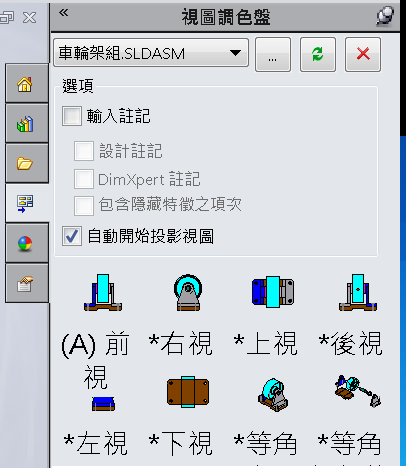 « 視圖調色盤
車輪架組.SLDASM ...
選項
輸入註記
設計註記
DimXpert 註記
包含隱藏特徵之項次
自動開始投影視圖
(A) 前視 *右視 *上視 *後視
*左視 *下視 *等角 *等角